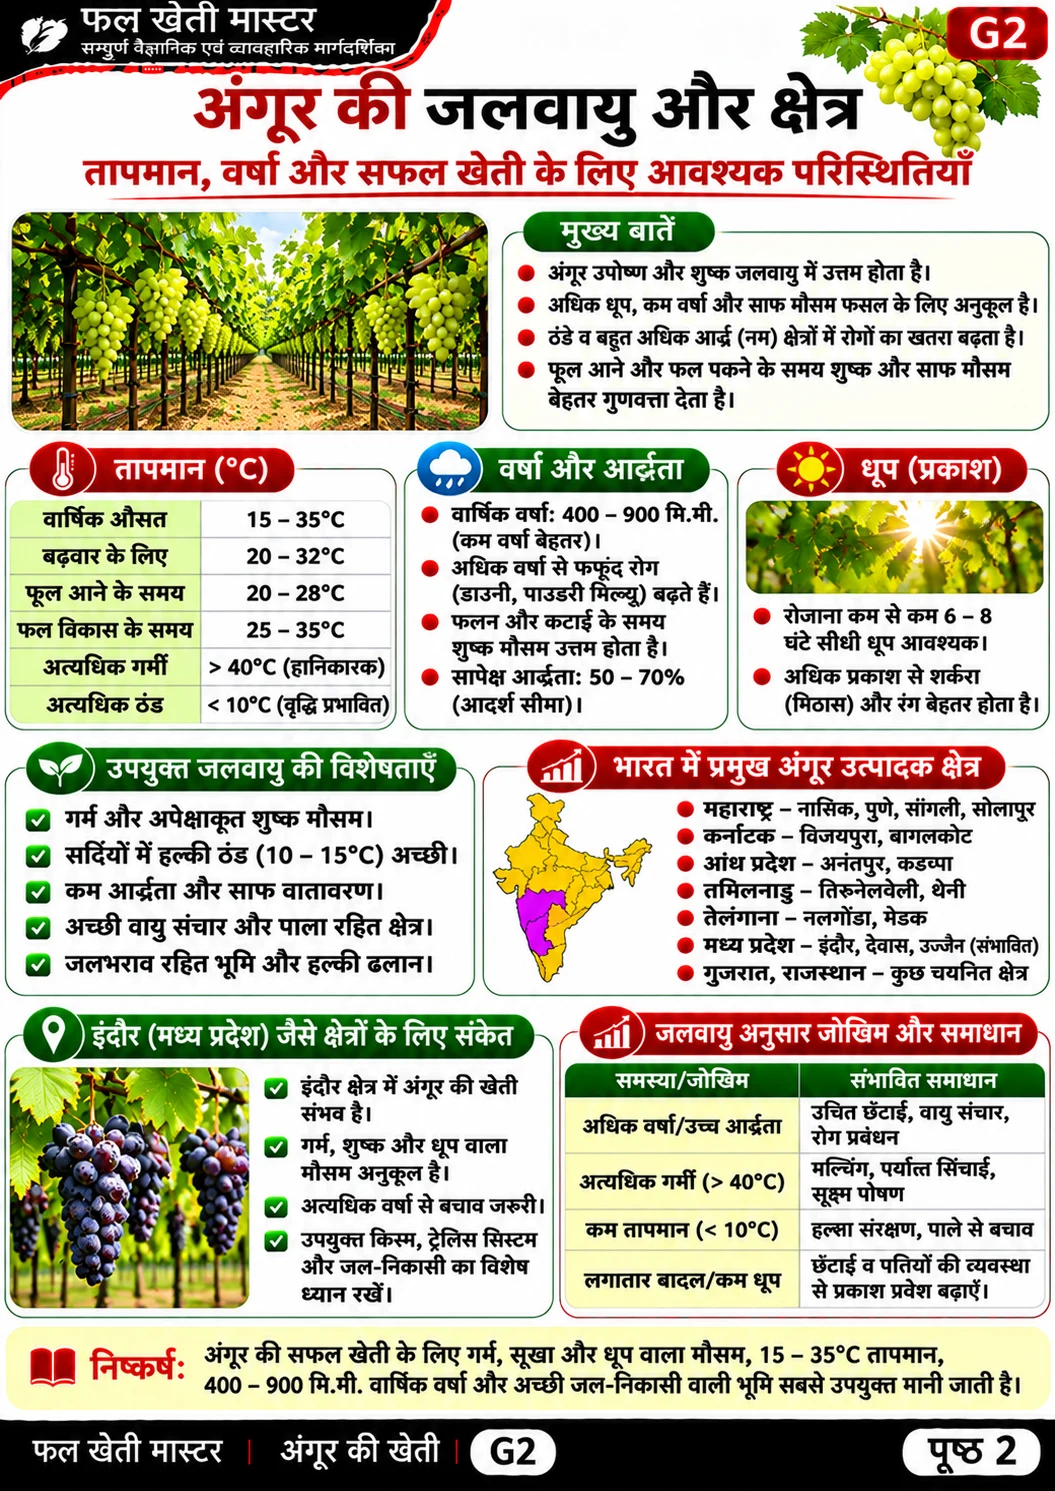 फल खेती मास्टर
सम्पूर्ण वैज्ञानिक एवं व्यावहारिक मार्गदर्शिका
G2
अंगूर की जलवायु और क्षेत्र
तापमान, वर्षा और सफल खेती के लिए आवश्यक परिस्थितियाँ
मुख्य बातें
अंगूर उपोष्ण और शुष्क जलवायु में उत्तम होता है।
अधिक धूप, कम वर्षा और साफ मौसम फसल के लिए अनुकूल है।
ठंडे व बहुत अधिक आर्द्र (नम) क्षेत्रों में रोगों का खतरा बढ़ता है।
फूल आने और फल पकने के समय शुष्क और साफ मौसम
बेहतर गुणवत्ता देता है।
तापमान (°C)
वार्षिक औसत 15 – 35°C
बढ़वार के लिए 20 – 32°C
फूल आने के समय 20 – 28°C
फल विकास के समय 25 – 35°C
अत्यधिक गर्मी > 40°C (हानिकारक)
अत्यधिक ठंड < 10°C (वृद्धि प्रभावित)
वर्षा और आर्द्रता
वार्षिक वर्षा: 400 – 900 मि.मी.
(कम वर्षा बेहतर)।
अधिक वर्षा से फफूंद रोग
(डाउनी, पाउडरी मिल्ड्यू) बढ़ते हैं।
फलन और कटाई के समय
शुष्क मौसम उत्तम होता है।
सापेक्ष आर्द्रता: 50 – 70%
(आदर्श सीमा)।
धूप (प्रकाश)
रोजाना कम से कम 6 – 8
घंटे सीधी धूप आवश्यक।
अधिक प्रकाश से शर्करा
(मिठास) और रंग बेहतर होता है।
उपयुक्त जलवायु की विशेषताएँ
गर्म और अपेक्षाकृत शुष्क मौसम।
सर्दियों में हल्की ठंड (10 – 15°C) अच्छी।
कम आर्द्रता और साफ वातावरण।
अच्छी वायु संचार और पाला रहित क्षेत्र।
जलभराव रहित भूमि और हल्की ढलान।
भारत में प्रमुख अंगूर उत्पादक क्षेत्र
महाराष्ट्र – नासिक, पुणे, सांगली, सोलापूर
कर्नाटक – विजयपुरा, बागलकोट
आंध प्रदेश – अनंतपुर, कडप्पा
तमिलनाडु – तिरुनेलवेली, थेनी
तेलंगाना – नलगोंडा, मेडक
मध्य प्रदेश – इंदौर, देवास, उज्जैन (संभावित)
गुजरात, राजस्थान – कुछ चयनित क्षेत्र
इंदौर (मध्य प्रदेश) जैसे क्षेत्रों के लिए संकेत
इंदौर क्षेत्र में अंगूर की खेती
संभव है।
गर्म, शुष्क और धूप वाला
मौसम अनुकूल है।
अत्यधिक वर्षा से बचाव जरुरी।
उपयुक्त किस्म, ट्रेलिस सिस्टम
और जल-निकासी का विशेष
ध्यान रखें।
जलवायु अनुसार जोखिम और समाधान
समस्या/जोखिम संभावित समाधान
अधिक वर्षा/उच्च आर्द्रता उचित छँटाई, वायु संचार,
रोग प्रबंधन
अत्यधिक गर्मी (> 40°C) मल्चिंग, पर्याप्त सिंचाई,
सूक्ष्म पोषण
कम तापमान (< 10°C) हल्सा संरक्षण, पाले से बचाव
लगातार बादल/कम धूप छँटाई व पतियों की व्यवस्था
से प्रकाश प्रवेश बढ़ाएँ।
निष्कर्ष:
अंगूर की सफल खेती के लिए गर्म, सूखा और धूप वाला मौसम, 15 – 35°C तापमान,
400 – 900 मि.मी. वार्षिक वर्षा और अच्छी जल-निकासी वाली भूमि सबसे उपयुक्त मानी जाती है।
फल खेती मास्टर | अंगूर की खेती | G2
पृष्ठ 2